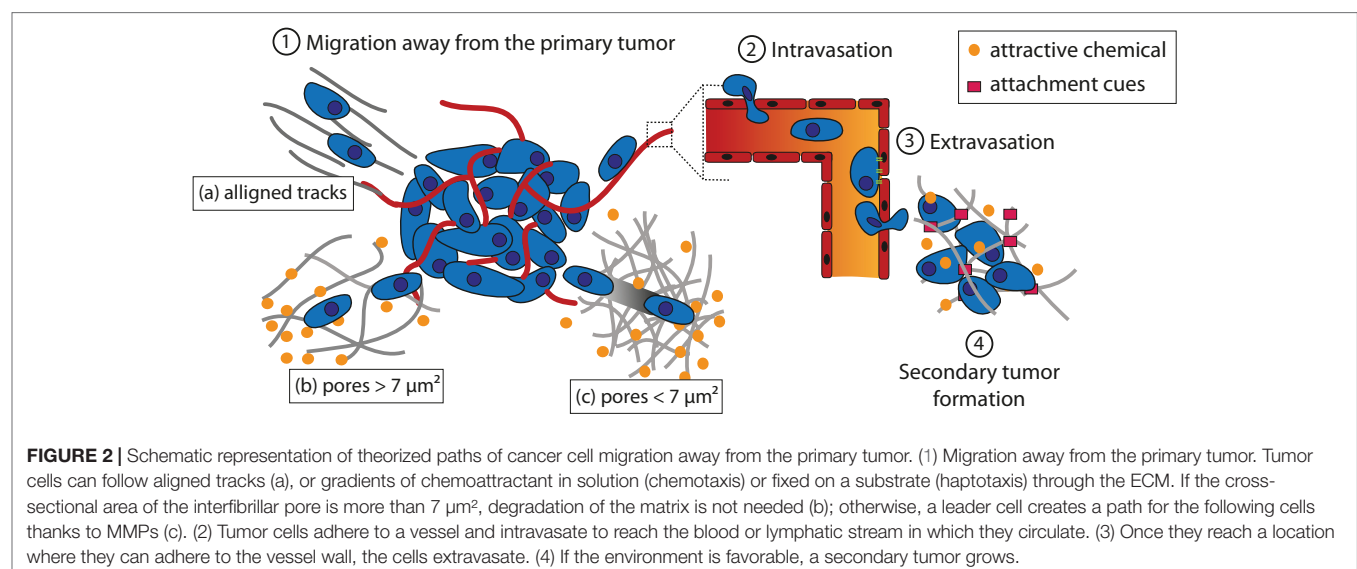 ① Migration away from the primary tumor
② Intravasation
attractive chemical
attachment cues
③ Extravasation
(a) alligned tracks
(b) pores > 7 µm²
(c) pores < 7 µm²
④
Secondary tumor
formation
FIGURE 2 | Schematic representation of theorized paths of cancer cell migration away from the primary tumor. (1) Migration away from the primary tumor. Tumor
cells can follow aligned tracks (a), or gradients of chemoattractant in solution (chemotaxis) or fixed on a substrate (haptotaxis) through the ECM. If the cross-
sectional area of the interfibrillar pore is more than 7 µm², degradation of the matrix is not needed (b); otherwise, a leader cell creates a path for the following cells
thanks to MMPs (c). (2) Tumor cells adhere to a vessel and intravasate to reach the blood or lymphatic stream in which they circulate. (3) Once they reach a location
where they can adhere to the vessel wall, the cells extravasate. (4) If the environment is favorable, a secondary tumor grows.